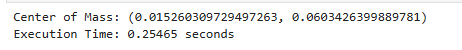 Center of Mass: (0.015260309729497263, 0.0603426399889781)
Execution Time: 0.25465 seconds